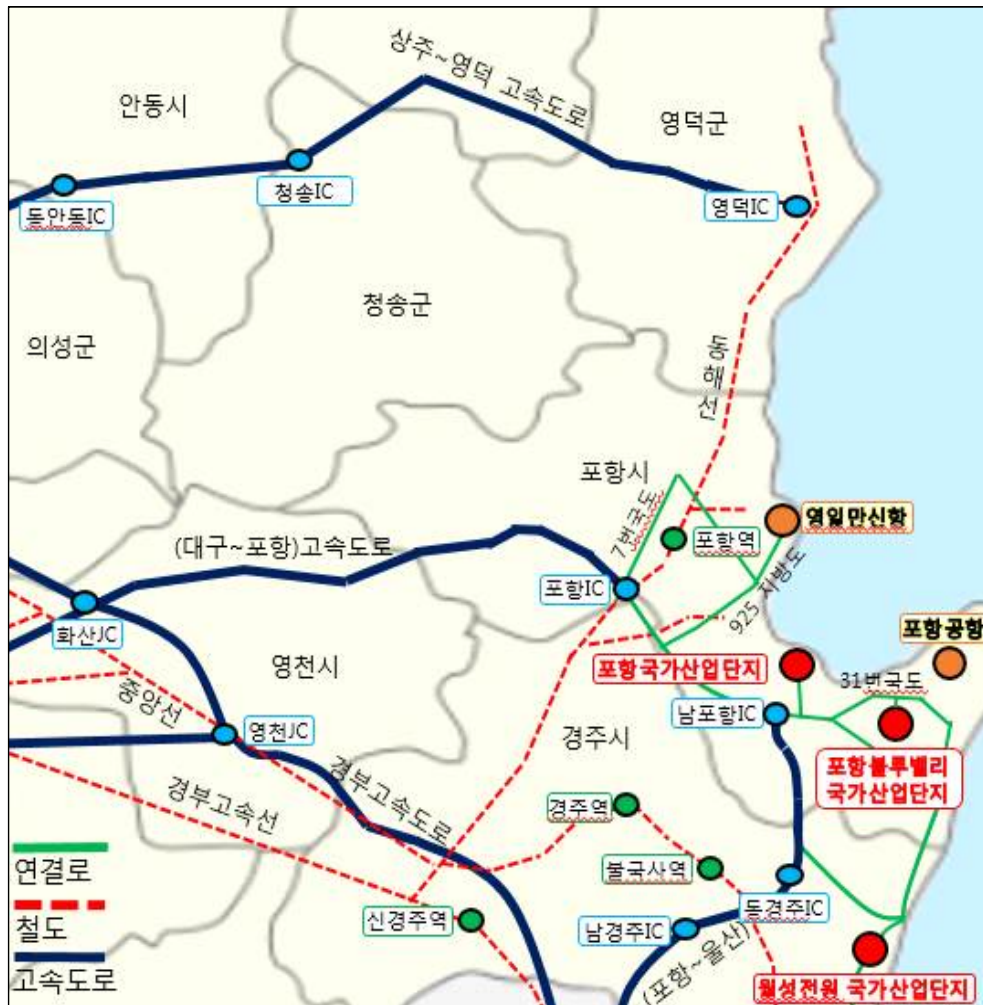 상주~영덕 고속도로
안동시
영덕군
청송IC
동안동IC
영덕IC
청송군
의성군
동해선
포항시
7번국도
영일만신항
(대구~포항)고속도로
포항역
포항IC
925 지방도
화산JC
포항공항
영천시
포항국가산업단지
31번국도
중앙선
남포항IC
영천JC
경주시
포항블루밸리
국가산업단지
경부고속선
경부고속도로
경주역
연결로
불국사역
철도
신경주역
남경주IC
동경주IC
고속도로
(포항~울산)
월성전원 국가산업단지